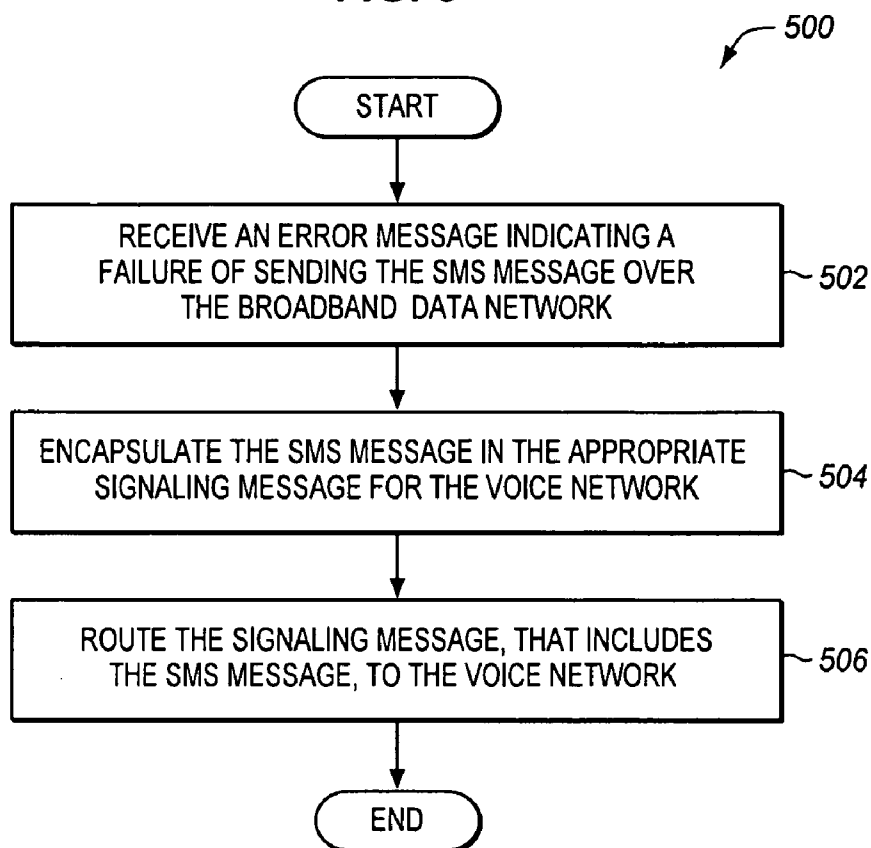 500
START
RECEIVE AN ERROR MESSAGE INDICATING A
FAILURE OF SENDING THE SMS MESSAGE OVER
THE BROADBAND DATA NETWORK
502
ENCAPSULATE THE SMS MESSAGE IN THE APPROPRIATE
SIGNALING MESSAGE FOR THE VOICE NETWORK
504
ROUTE THE SIGNALING MESSAGE, THAT INCLUDES
THE SMS MESSAGE, TO THE VOICE NETWORK
506
END